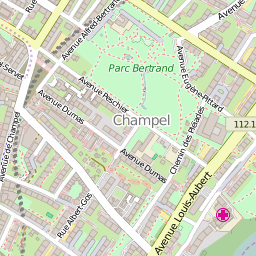 Avenue Alfred-Bertrand
Parc Bertrand
Avenue Eugène-Pittard
-Servet
Avenue Peschier
Avenue Dumas
Champel
112.1
Chemin des Pléiades
Avenue de Champel
Avenue Dumas
Avenue Louis-Aubert
Rue Albert-Gos